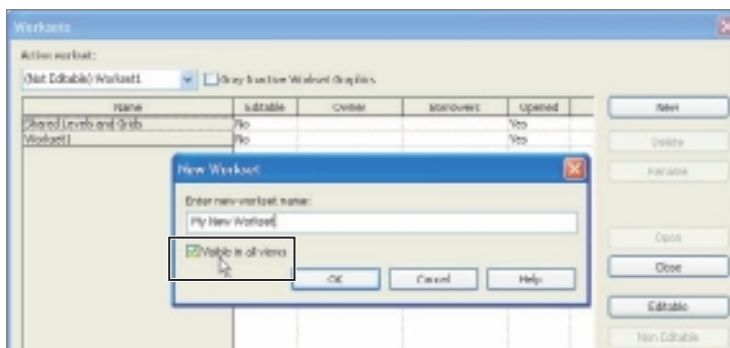 Worksets
Active workset:
(Not Editable) Workset1
Gray Inactive Workset Graphics
Name Editable Owner Borrowers Opened
Shared Levels and Grids No Yes
Workset1 No Yes
New
Delete
Rename
Open
Close
Editable
Non Editable
New Workset
Enter new workset name:
My New Workset
Visible in all views
OK Cancel Help